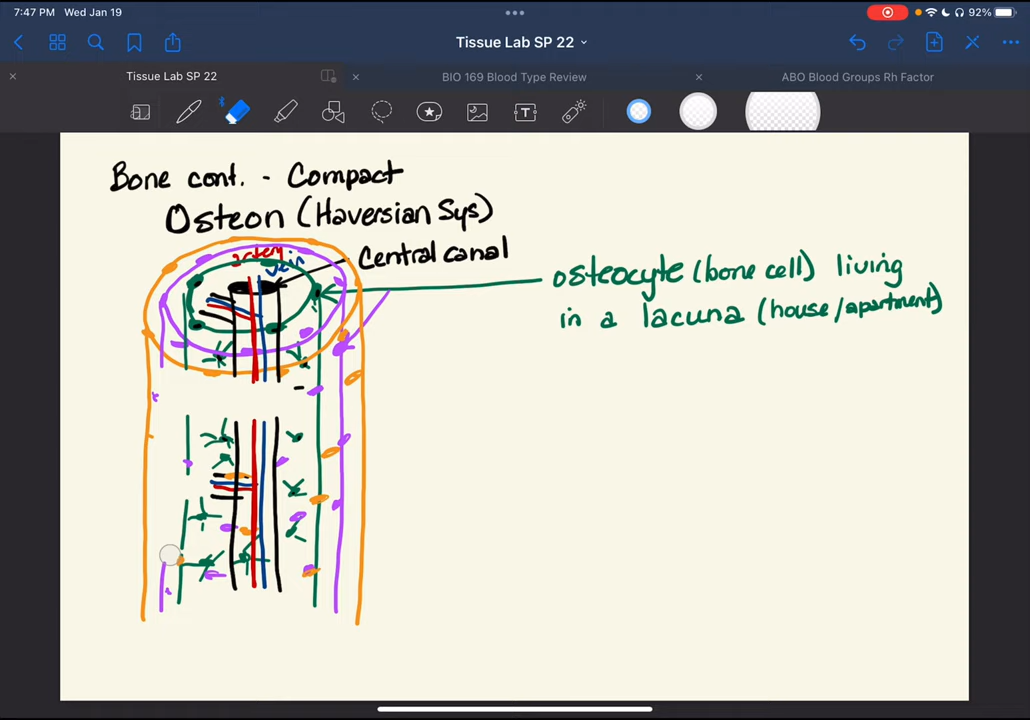 7:47 PM Wed Jan 19
92%
Tissue Lab SP 22
Tissue Lab SP 22
BIO 169 Blood Type Review
ABO Blood Groups Rh Factor
T
Bone cont. - Compact
Osteon (Haversian Sys)
artery
vein
Central canal
osteocyte (bone cell) living
in a lacuna (house/apartment)